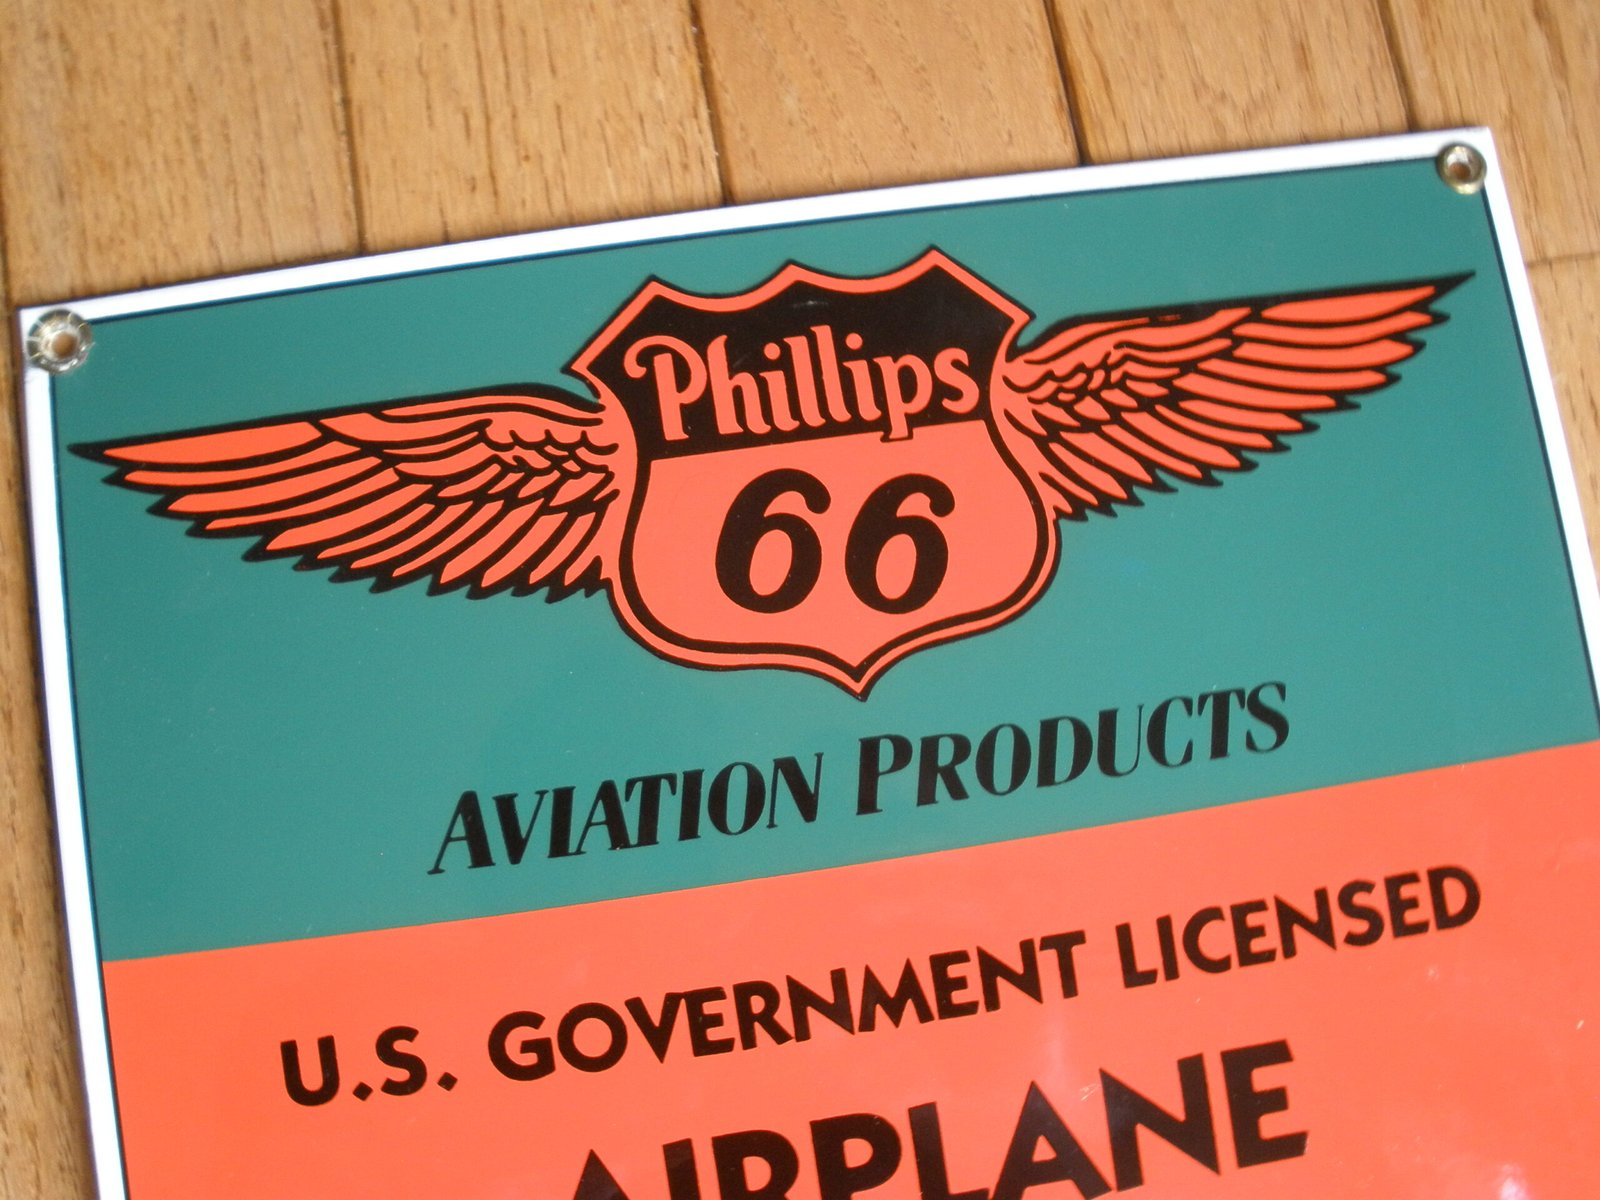 Phillips
66
AVIATION PRODUCTS
U.S. GOVERNMENT LICENSED
AIRPLANE